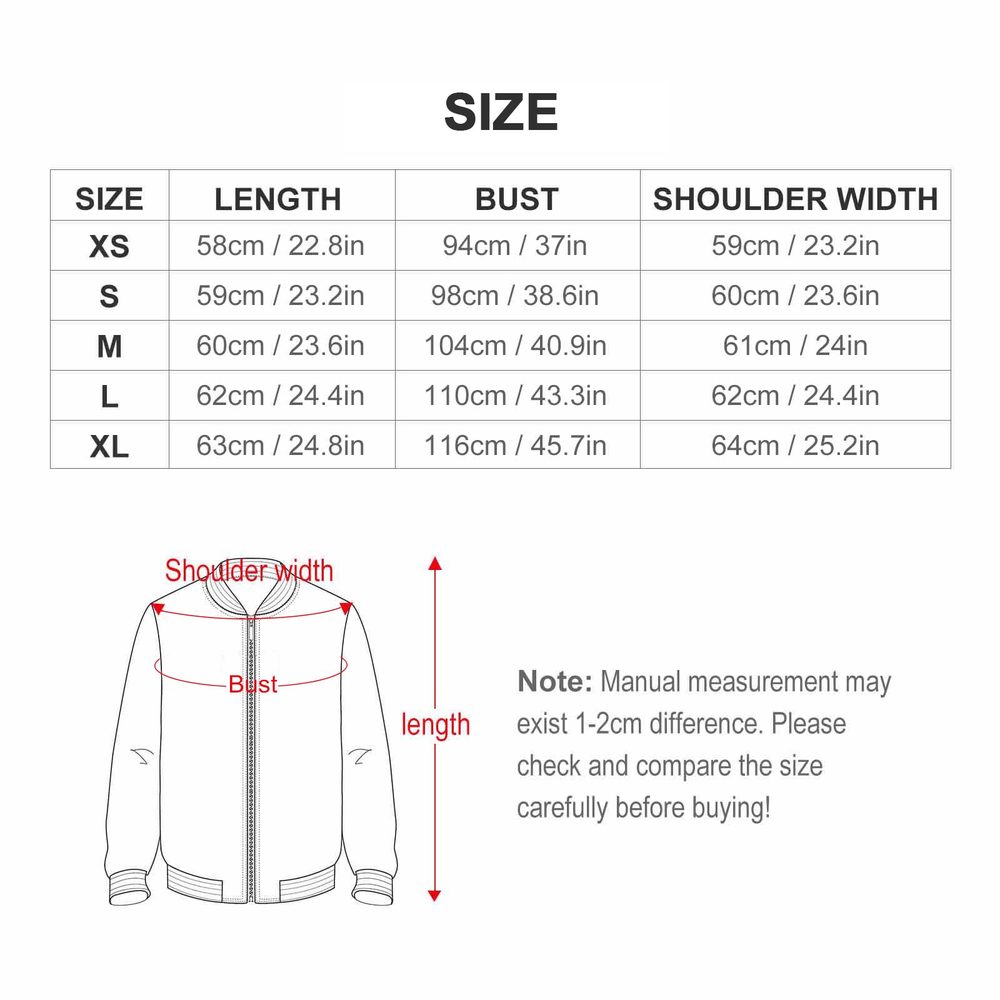 SIZE
SIZE LENGTH BUST SHOULDER WIDTH
XS 58cm / 22.8in 94cm / 37in 59cm / 23.2in
S 59cm / 23.2in 98cm / 38.6in 60cm / 23.6in
M 60cm / 23.6in 104cm / 40.9in 61cm / 24in
L 62cm / 24.4in 110cm / 43.3in 62cm / 24.4in
XL 63cm / 24.8in 116cm / 45.7in 64cm / 25.2in
Shoulder width
Bust
length
Note: Manual measurement may
exist 1-2cm difference. Please
check and compare the size
carefully before buying!